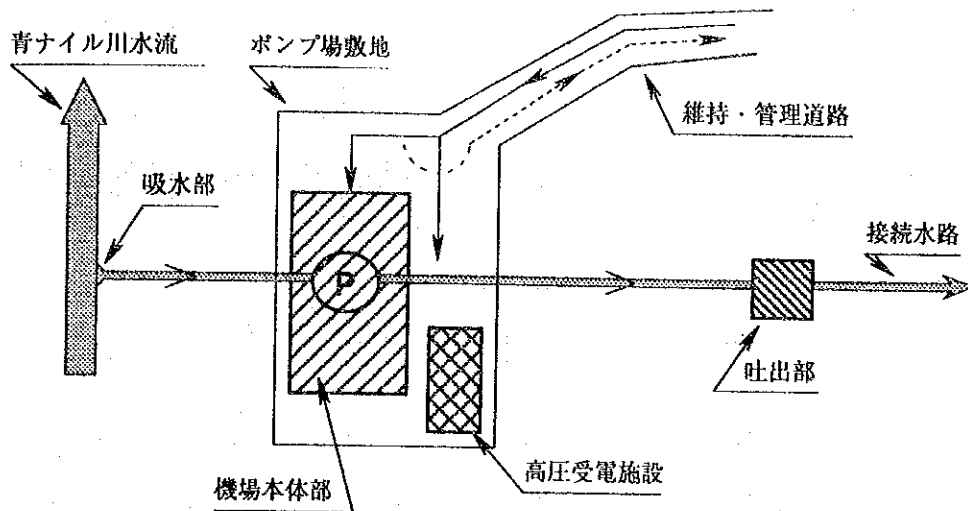 青ナイル川水流
ポンプ場敷地
維持・管理道路
吸水部
接続水路
P
吐出部
高圧受電施設
機場本体部